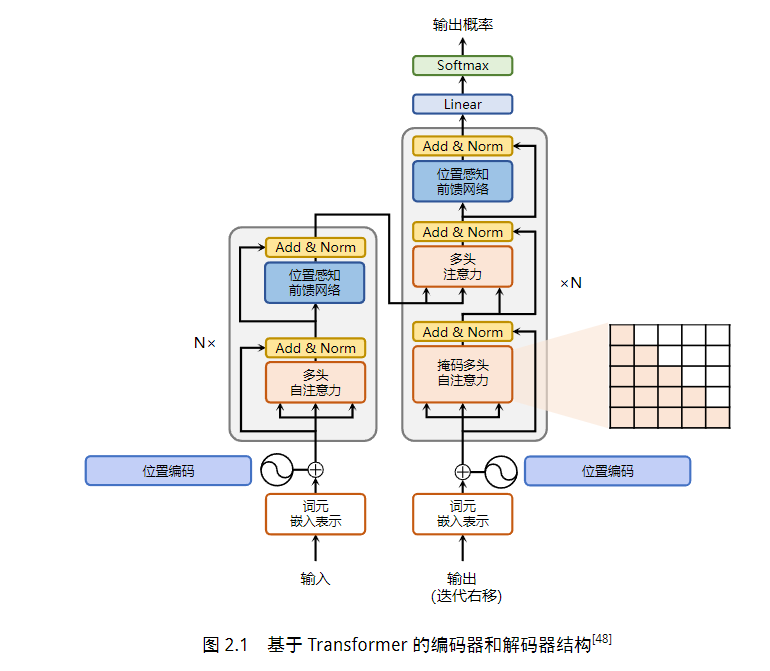 输出概率
Softmax
Linear
Add & Norm
位置感知
前馈网络
Add & Norm
多头
注意力
Add & Norm
掩码多头
自注意力
×N
Add & Norm
位置感知
前馈网络
Add & Norm
多头
自注意力
N×
位置编码
位置编码
词元
嵌入表示
词元
嵌入表示
输入
输出
(迭代右移)
图 2.1 基于 Transformer 的编码器和解码器结构[48]